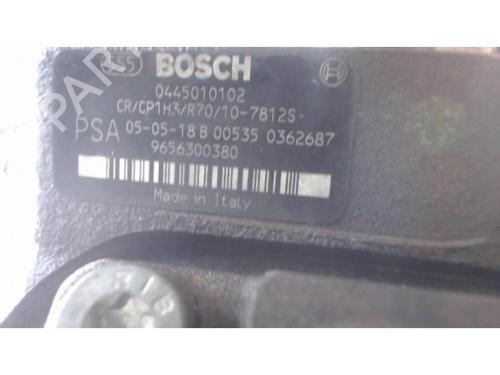 BOSCH
0445010102
CR/CP1H3/R70/10-7812S
PSA 05-05-18 B 00535 0362687
9656300380
Made in Italy